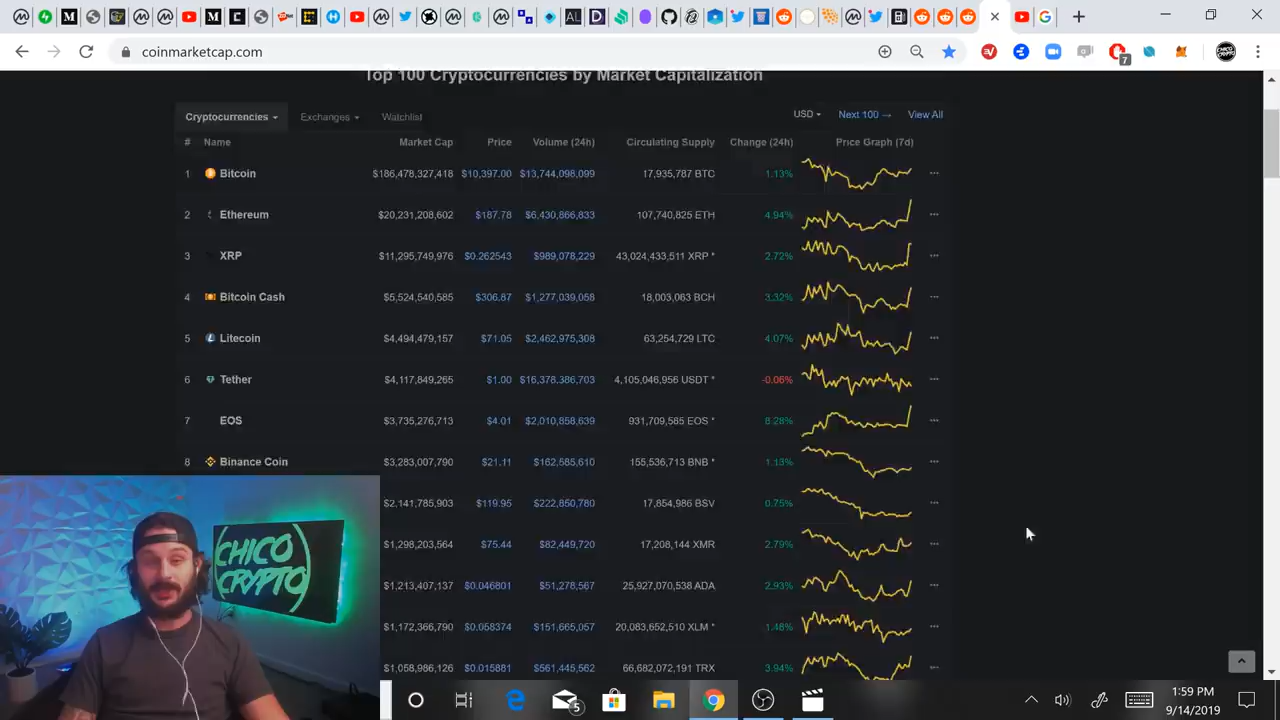 coinmarketcap.com
7
Top 100 Cryptocurrencies by Market Capitalization
Cryptocurrencies Exchanges Watchlist USD Next 100 → View All
# Name Market Cap Price Volume (24h) Circulating Supply Change (24h) Price Graph (7d)
1 Bitcoin $186,478,327,418 $10,397.00 $13,744,098,099 17,935,787 BTC 1.13%
2 Ethereum $20,231,208,602 $187.78 $6,430,866,833 107,740,825 ETH 4.94%
3 XRP $11,295,749,976 $0.262543 $989,078,229 43,024,433,511 XRP * 2.72%
4 Bitcoin Cash $5,524,540,585 $306.87 $1,277,039,058 18,003,063 BCH 3.32%
5 Litecoin $4,494,479,157 $71.05 $2,462,975,308 63,254,729 LTC 4.07%
6 Tether $4,117,849,265 $1.00 $16,378,386,703 4,105,046,956 USDT * -0.06%
7 EOS $3,735,276,713 $4.01 $2,010,858,639 931,709,585 EOS * 8.28%
8 Binance Coin $3,283,007,790 $21.11 $162,585,610 155,536,713 BNB * 1.13%
$2,141,785,903 $119.95 $222,850,780 17,854,986 BSV 0.75%
$1,298,203,564 $75.44 $82,449,720 17,208,144 XMR 2.79%
$1,213,407,137 $0.046801 $51,278,567 25,927,070,538 ADA 2.93%
$1,172,366,790 $0.058374 $151,665,057 20,083,652,510 XLM * 1.48%
$1,058,986,126 $0.015881 $561,445,562 66,682,072,191 TRX 3.94%
CHICO
CRYPTO
5
1:59 PM
9/14/2019